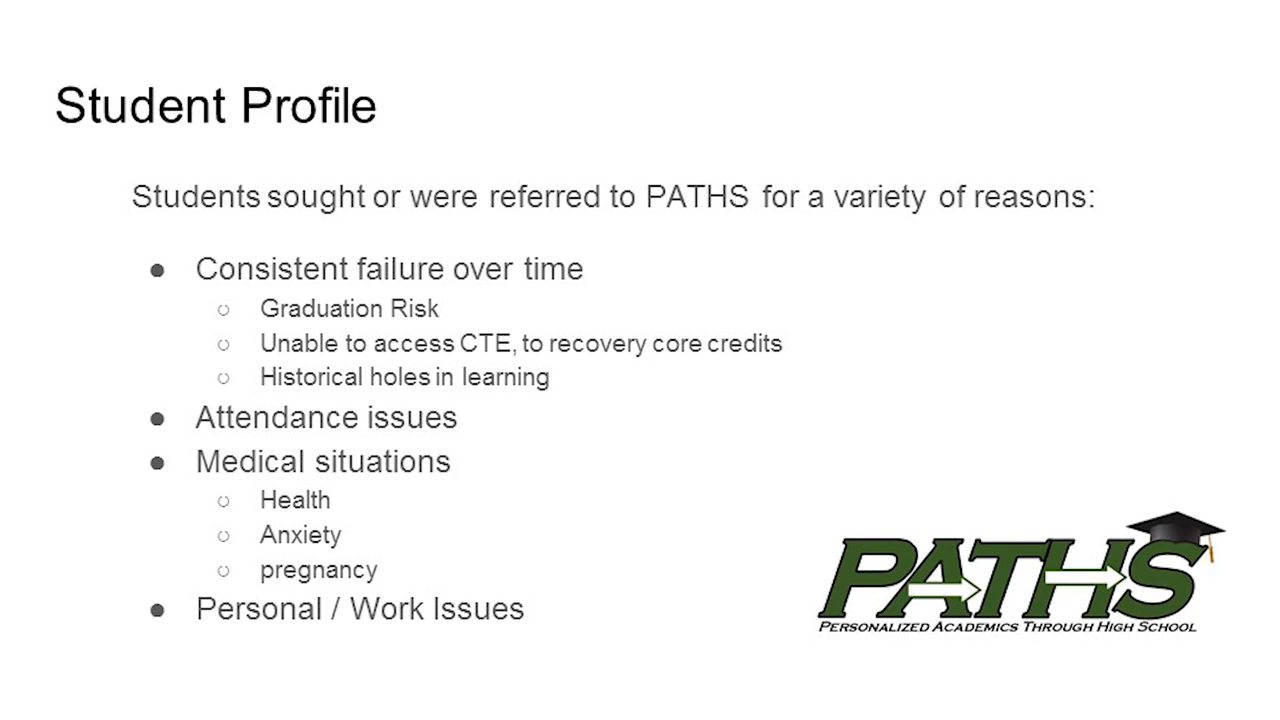 Student Profile
Students sought or were referred to PATHS for a variety of reasons:
● Consistent failure over time
○ Graduation Risk
○ Unable to access CTE, to recovery core credits
○ Historical holes in learning
● Attendance issues
● Medical situations
○ Health
○ Anxiety
○ pregnancy
● Personal / Work Issues
PATHS
PERSONALIZED ACADEMICS THROUGH HIGH SCHOOL